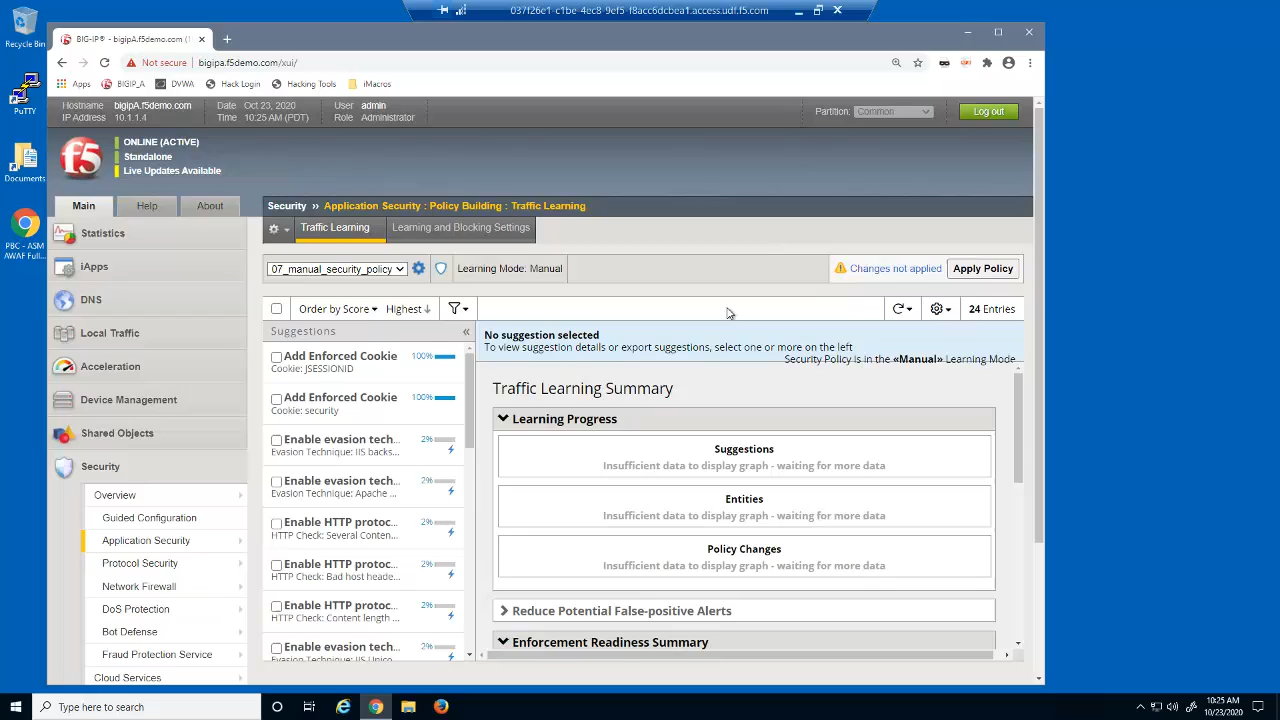 037f26e1-c1be-4ec8-9ef5-f8acc6dcbea1.access.udf.f5.com
Recycle Bin
PuTTY
Documents
PBC - ASM
AWAF Full...
BIG-IP® - bigipA.f5demo.com (1
Not secure | bigipa.f5demo.com/xui/
Apps BIGIP_A DVWA Hack Login Hacking Tools iMacros
Hostname bigipA.f5demo.com Date Oct 23, 2020 User admin
IP Address 10.1.1.4 Time 10:25 AM (PDT) Role Administrator
Partition: Common Log out
f5
ONLINE (ACTIVE)
Standalone
Live Updates Available
Main Help About
Security ›› Application Security : Policy Building : Traffic Learning
Traffic Learning Learning and Blocking Settings
07_manual_security_policy Learning Mode: Manual Changes not applied Apply Policy
Order by Score Highest 24 Entries
Statistics
iApps
DNS
Local Traffic
Acceleration
Device Management
Shared Objects
Security
Overview
Guided Configuration
Application Security
Protocol Security
Network Firewall
DoS Protection
Bot Defense
Fraud Protection Service
Cloud Services
Suggestions «
Add Enforced Cookie 100%
Cookie: JSESSIONID
Add Enforced Cookie 100%
Cookie: security
Enable evasion tech... 2%
Evasion Technique: IIS backs...
Enable evasion tech... 2%
Evasion Technique: Apache ...
Enable HTTP protoc... 2%
HTTP Check: Several Conten...
Enable HTTP protoc... 2%
HTTP Check: Bad host heade...
Enable HTTP protoc... 2%
HTTP Check: Content length ...
Enable evasion tech... 2%
Evasion Technique: IIS Unico...
No suggestion selected
To view suggestion details or export suggestions, select one or more on the left
Security Policy is in the «Manual» Learning Mode
Traffic Learning Summary
Learning Progress
Suggestions
Insufficient data to display graph - waiting for more data
Entities
Insufficient data to display graph - waiting for more data
Policy Changes
Insufficient data to display graph - waiting for more data
Reduce Potential False-positive Alerts
Enforcement Readiness Summary
Type here to search
10:25 AM
10/23/2020